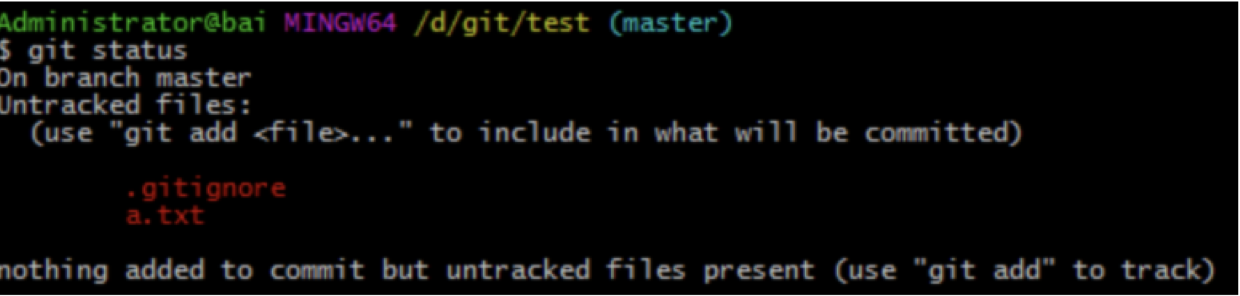 Administrator@bai MINGW64 /d/git/test (master)
$ git status
On branch master
Untracked files:
  (use "git add <file>..." to include in what will be committed)
        .gitignore
        a.txt
nothing added to commit but untracked files present (use "git add" to track)